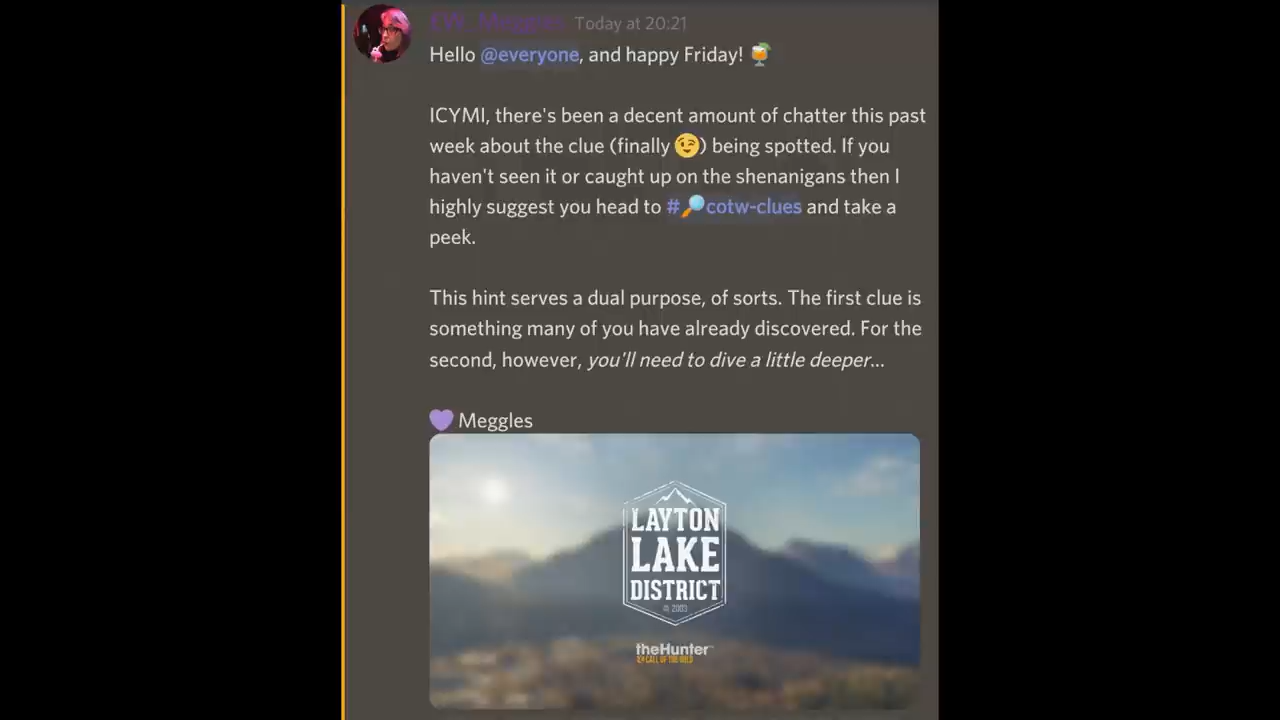 EW_Meggles Today at 20:21
Hello @everyone, and happy Friday!
ICYMI, there's been a decent amount of chatter this past
week about the clue (finally 😉) being spotted. If you
haven't seen it or caught up on the shenanigans then I
highly suggest you head to #🔎cotw-clues and take a
peek.
This hint serves a dual purpose, of sorts. The first clue is
something many of you have already discovered. For the
second, however, you'll need to dive a little deeper...
💜 Meggles
LAYTON
LAKE
DISTRICT
© 2003
theHunter™
CALL OF THE WILD